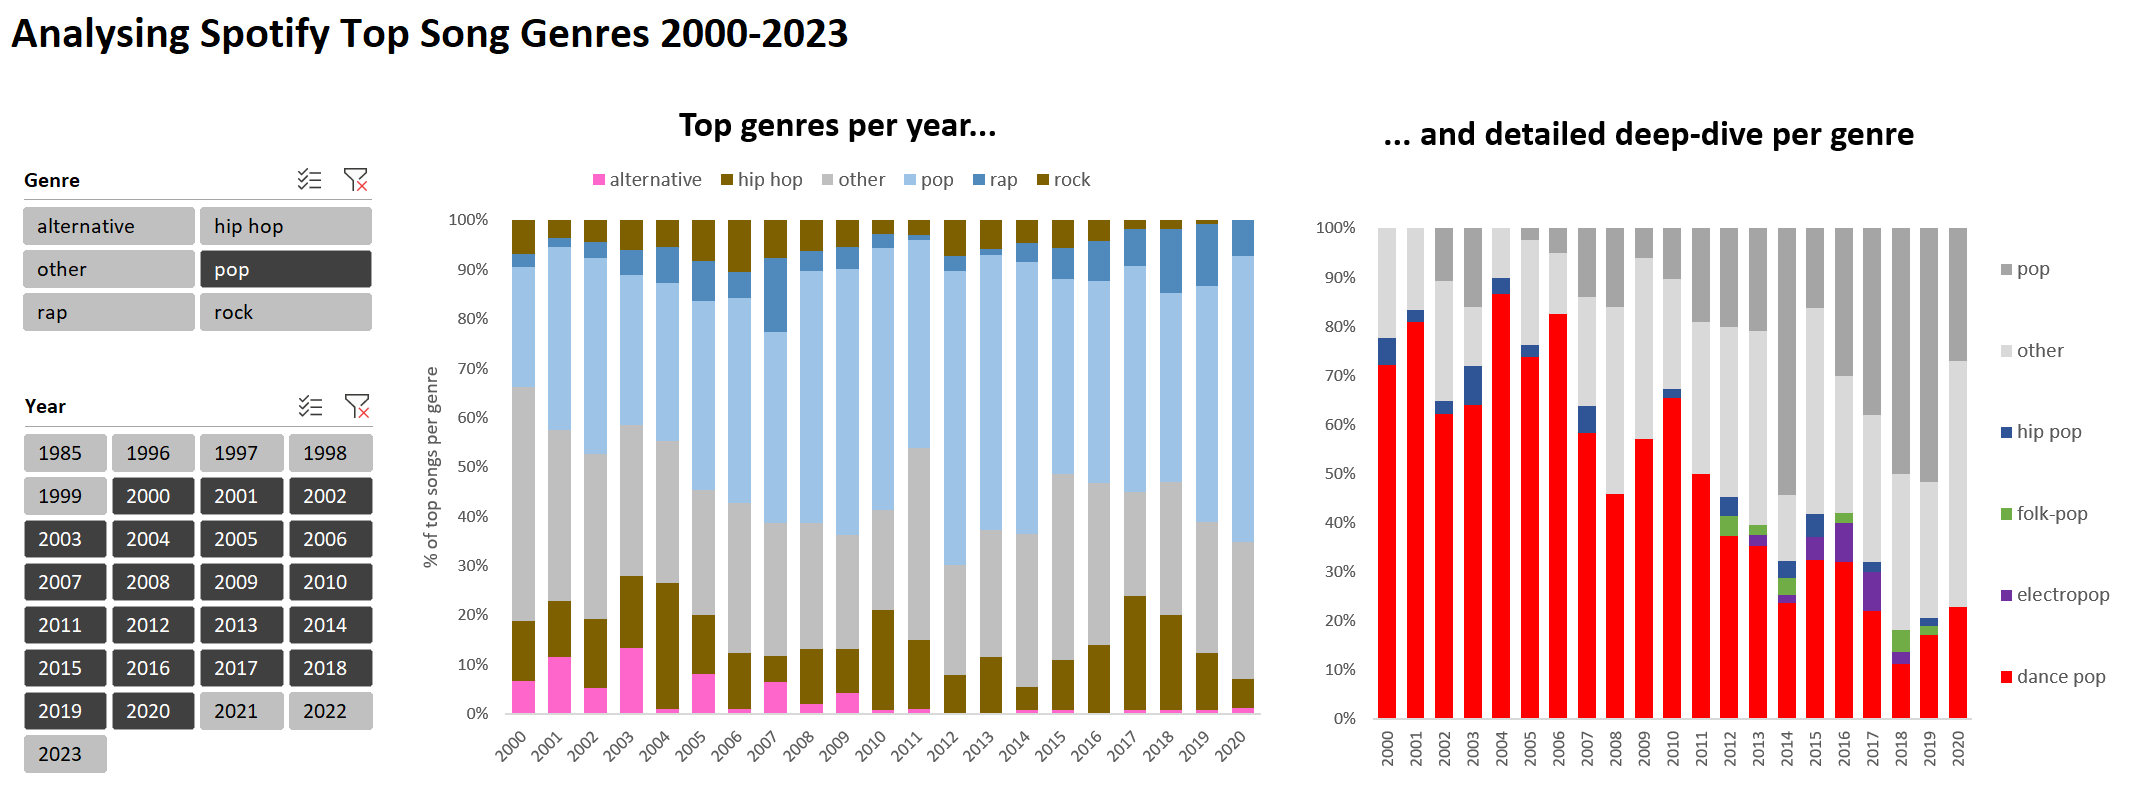 Analysing Spotify Top Song Genres 2000-2023
Genre
alternative hip hop
other pop
rap rock
Year
1985 1996 1997 1998
1999 2000 2001 2002
2003 2004 2005 2006
2007 2008 2009 2010
2011 2012 2013 2014
2015 2016 2017 2018
2019 2020 2021 2022
2023
Top genres per year...
alternative hip hop other pop rap rock
% of top songs per genre
100%
90%
80%
70%
60%
50%
40%
30%
20%
10%
0%
2000 2001 2002 2003 2004 2005 2006 2007 2008 2009 2010 2011 2012 2013 2014 2015 2016 2017 2018 2019 2020
... and detailed deep-dive per genre
100%
90%
80%
70%
60%
50%
40%
30%
20%
10%
0%
2000 2001 2002 2003 2004 2005 2006 2007 2008 2009 2010 2011 2012 2013 2014 2015 2016 2017 2018 2019 2020
pop
other
hip pop
folk-pop
electropop
dance pop